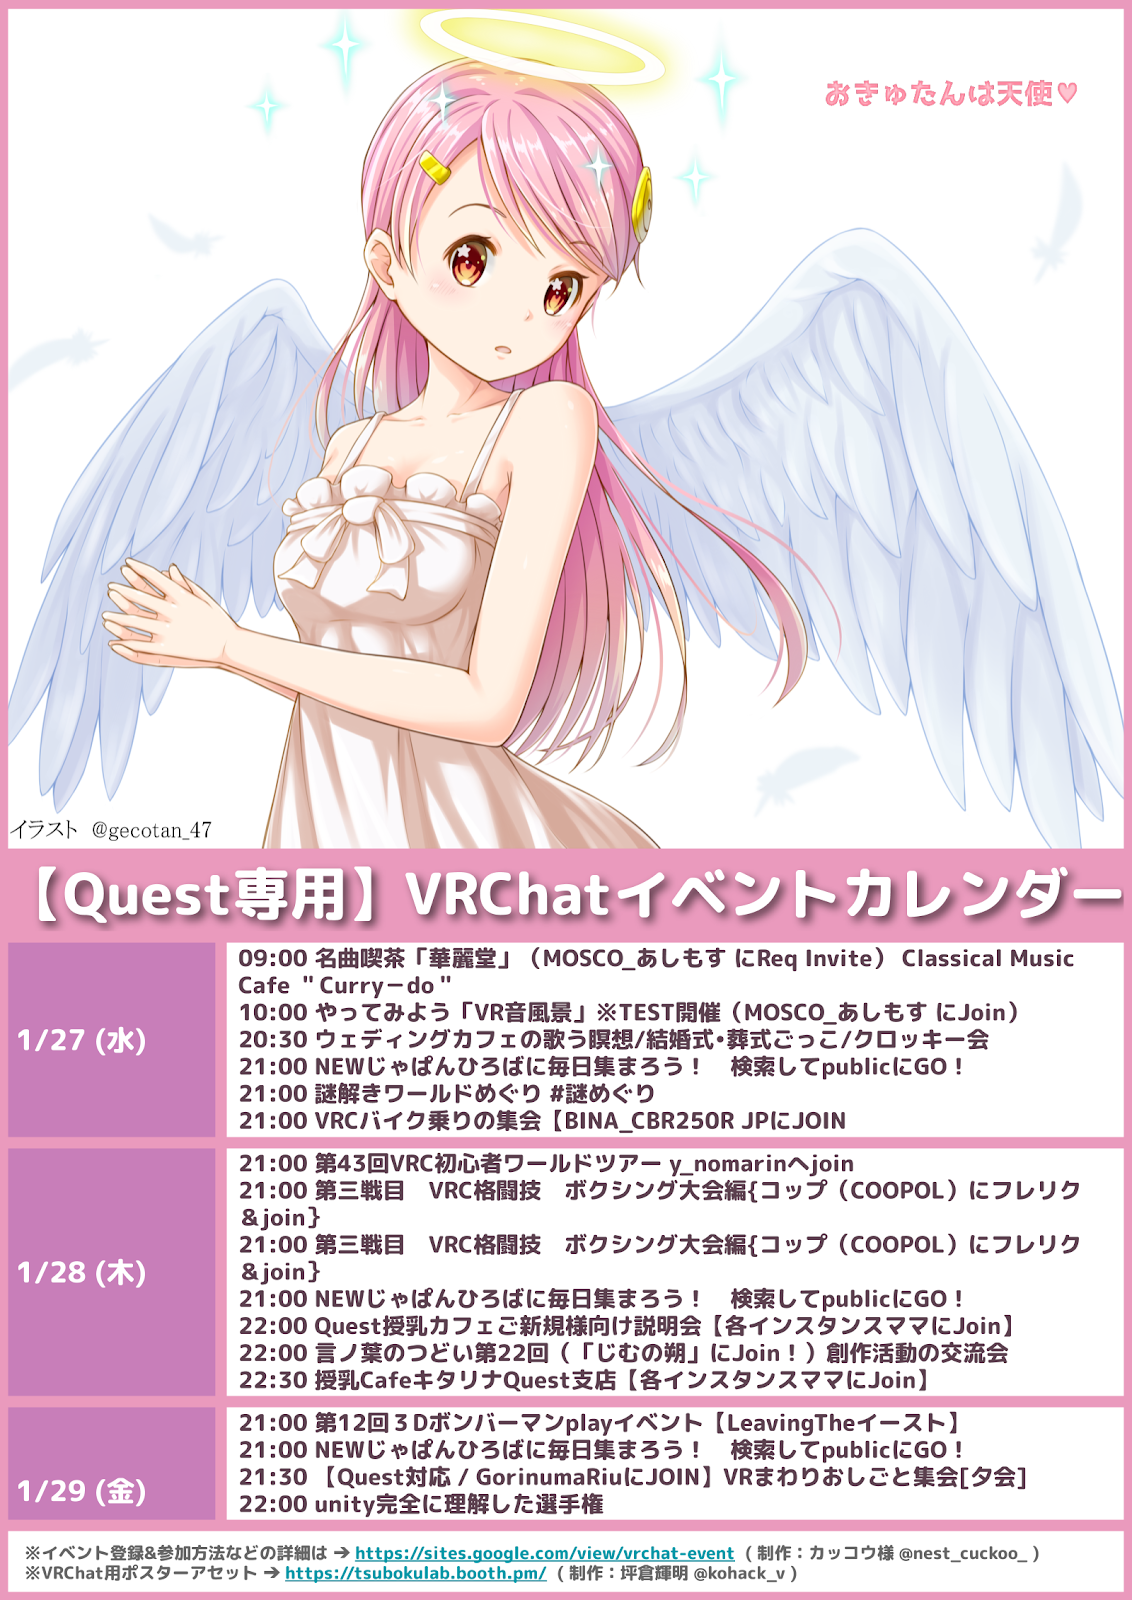 おきゅたんは天使♥
イラスト @gecotan_47
【Quest専用】VRChatイベントカレンダー
1/27 (水)
09:00 名曲喫茶「華麗堂」（MOSCO_あしもす にReq Invite） Classical Music
Cafe ＂Curry－do＂
10:00 やってみよう「VR音風景」※TEST開催（MOSCO_あしもす にJoin）
20:30 ウェディングカフェの歌う瞑想/結婚式•葬式ごっこ/クロッキー会
21:00 NEWじゃぱんひろばに毎日集まろう！　検索してpublicにGO！
21:00 謎解きワールドめぐり #謎めぐり
21:00 VRCバイク乗りの集会【BINA_CBR250R JPにJOIN
1/28 (木)
21:00 第43回VRC初心者ワールドツアー y_nomarinへjoin
21:00 第三戦目　VRC格闘技　ボクシング大会編{コップ（COOPOL）にフレリク
＆join}
21:00 第三戦目　VRC格闘技　ボクシング大会編{コップ（COOPOL）にフレリク
＆join}
21:00 NEWじゃぱんひろばに毎日集まろう！　検索してpublicにGO！
22:00 Quest授乳カフェご新規様向け説明会【各インスタンスママにJoin】
22:00 言ノ葉のつどい第22回（「じむの朔」にJoin！）創作活動の交流会
22:30 授乳CafeキタリナQuest支店【各インスタンスママにJoin】
1/29 (金)
21:00 第12回３Dボンバーマンplayイベント【LeavingTheイースト】
21:00 NEWじゃぱんひろばに毎日集まろう！　検索してpublicにGO！
21:30 【Quest対応 / GorinumaRiuにJOIN】VRまわりおしごと集会[夕会]
22:00 unity完全に理解した選手権
※イベント登録&参加方法などの詳細は → https://sites.google.com/view/vrchat-event （制作：カッコウ様 @nest_cuckoo_ ）
※VRChat用ポスターアセット → https://tsubokulab.booth.pm/ （制作：坪倉輝明 @kohack_v ）